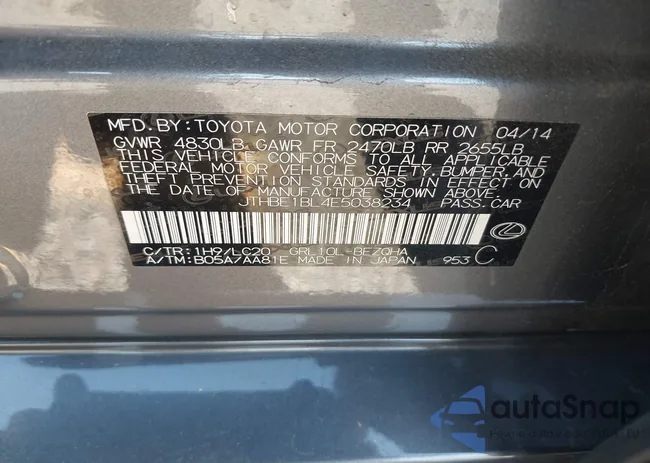 MFD. BY: TOYOTA MOTOR CORPORATION 04/14
GVWR 4830LB GAWR FR 2470LB RR 2655LB
THIS VEHICLE CONFORMS TO ALL APPLICABLE
FEDERAL MOTOR VEHICLE SAFETY, BUMPER, AND
THEFT PREVENTION STANDARDS IN EFFECT ON
THE DATE OF MANUFACTURE SHOWN ABOVE.
JTHBE1BL4E5038234 PASS. CAR
C/TR: 1H9/LC20 GRL10L-BEZQHA
A/TM: B05A/AA81E MADE IN JAPAN 953 C
autaSnap